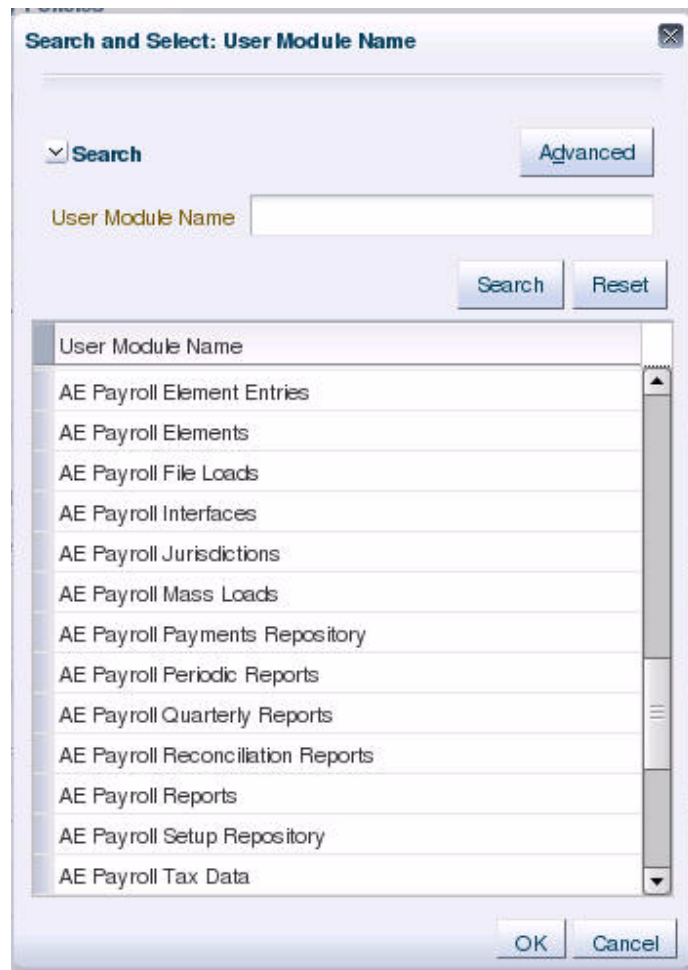 Search and Select: User Module Name
Search
Advanced
User Module Name
Search
Reset
User Module Name
AE Payroll Element Entries
AE Payroll Elements
AE Payroll File Loads
AE Payroll Interfaces
AE Payroll Jurisdictions
AE Payroll Mass Loads
AE Payroll Payments Repository
AE Payroll Periodic Reports
AE Payroll Quarterly Reports
AE Payroll Reconciliation Reports
AE Payroll Reports
AE Payroll Setup Repository
AE Payroll Tax Data
OK
Cancel